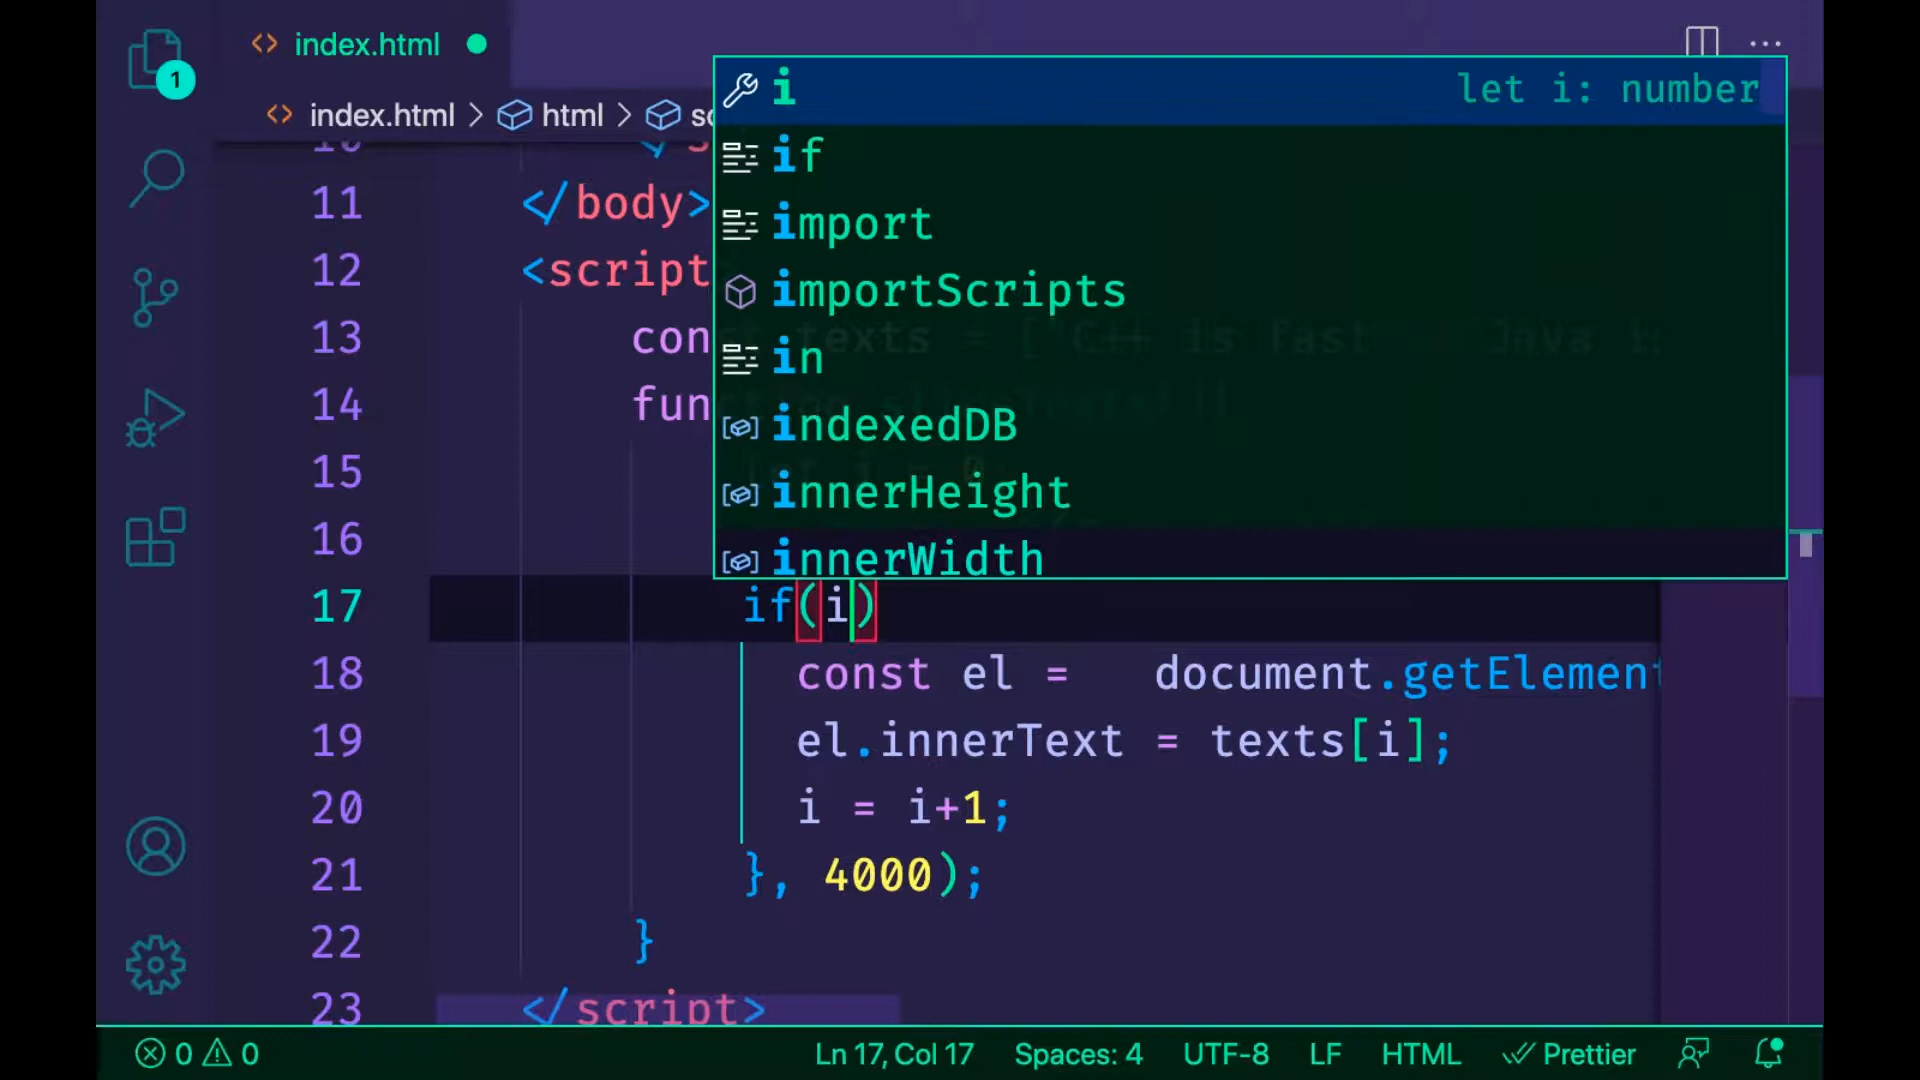 index.html
index.html > html > sc
let i: number
i
if
import
importScripts
in
indexedDB
innerHeight
innerWidth
1
11 </body>
12 <script
13 con
14 fun
15
16
17 if(i)
18 const el =   document.getElement
19 el.innerText = texts[i];
20 i = i+1;
21 }, 4000);
22 }
23 </script>
0 0 Ln 17, Col 17 Spaces: 4 UTF-8 LF HTML Prettier